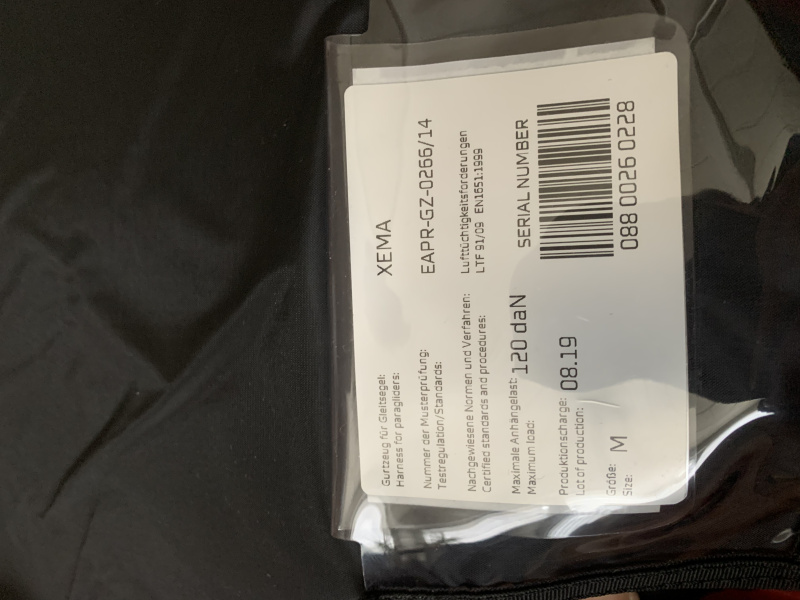 Gurtzeug für Gleitsegel: XEMA
Harness for paragliders:
Nummer der Musterprüfung: EAPR-GZ-0266/14
Testregulation/Standards:
Nachgewiesene Normen und Verfahren: Lufttüchtigkeitsforderungen
Certified standards and procedures: LTF 91/09 EN1651:1999
Maximale Anhängelast: 120 daN SERIAL NUMBER
Maximum load:
Produktionscharge: 08.19
Lot of production:
Größe: M 088 0026 0228
Size: